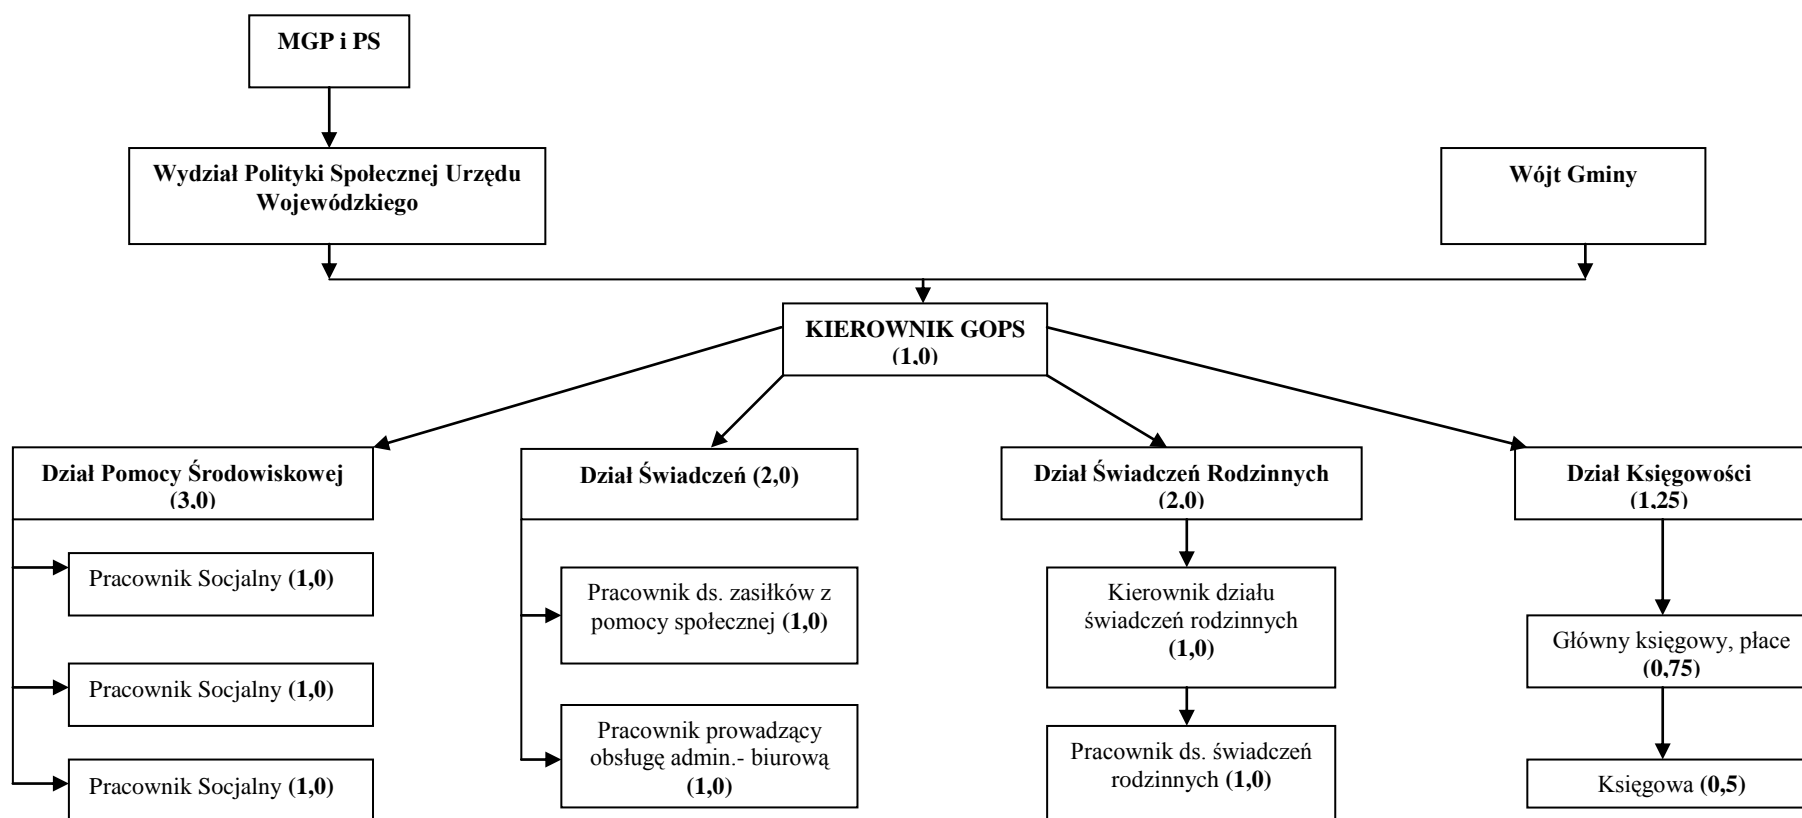 MGP i PS
Wydział Polityki Społecznej Urzędu
Wojewódzkiego
Wójt Gminy
KIEROWNIK GOPS
(1,0)
Dział Pomocy Środowiskowej
(3,0)
Dział Świadczeń (2,0)
Dział Świadczeń Rodzinnych
(2,0)
Dział Księgowości
(1,25)
Pracownik Socjalny (1,0)
Pracownik Socjalny (1,0)
Pracownik Socjalny (1,0)
Pracownik ds. zasiłków z
pomocy społecznej (1,0)
Pracownik prowadzący
obsługę admin.- biurową
(1,0)
Kierownik działu
świadczeń rodzinnych
(1,0)
Pracownik ds. świadczeń
rodzinnych (1,0)
Główny księgowy, płace
(0,75)
Księgowa (0,5)